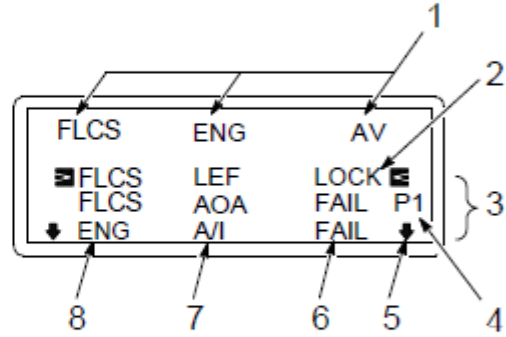 1
2
FLCS ENG AV
FLCS LEF LOCK
FLCS AOA FAIL P1
ENG A/I FAIL
3
8 7 6 5 4